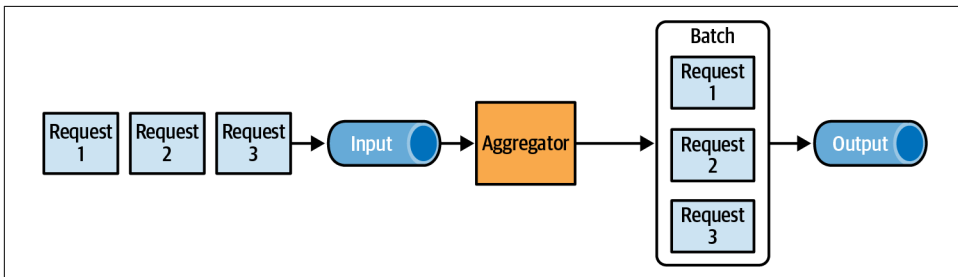 Request
1
Request
2
Request
3
Input
Aggregator
Batch
Request
1
Request
2
Request
3
Output